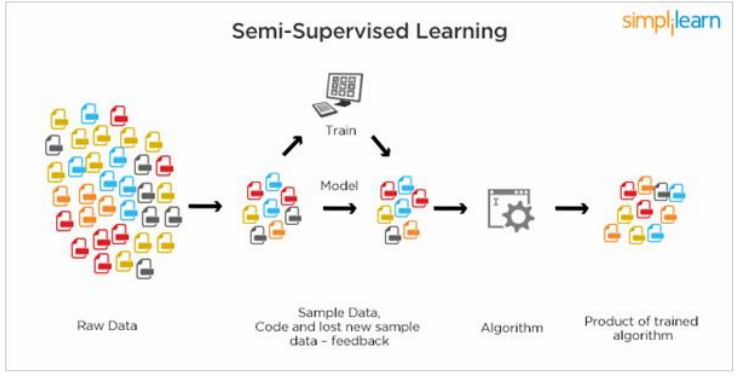 Semi-Supervised Learning
simplilearn
Train
Model
Raw Data
Sample Data,
Code and lost new sample
data – feedback
Algorithm
Product of trained
algorithm